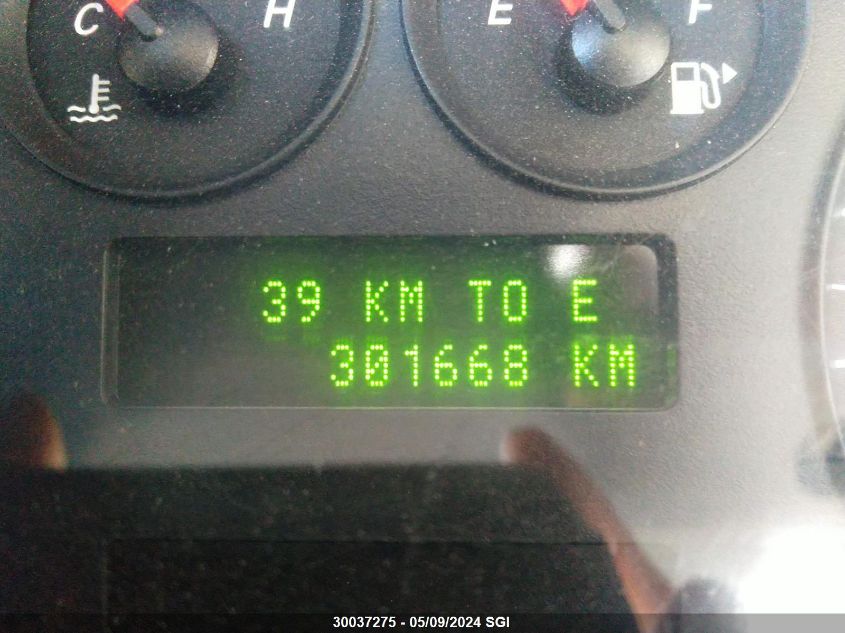 C H E F
39 KM TO E
301668 KM
30037275 - 05/09/2024 SGI